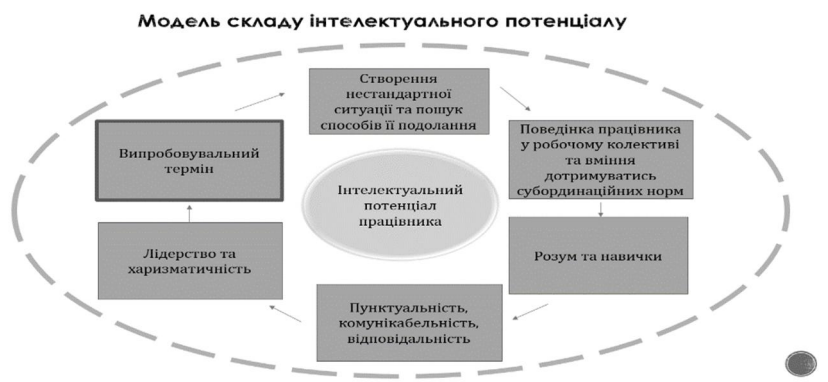 Модель складу інтелектуального потенціалу
Створення
нестандартної
ситуації та пошук
способів її подолання
Поведінка працівника
у робочому колективі
та вміння
дотримуватись
субординаційних норм
Випробовувальний
термін
Інтелектуальний
потенціал
працівника
Лідерство та
харизматичність
Розум та навички
Пунктуальність,
комунікабельність,
відповідальність